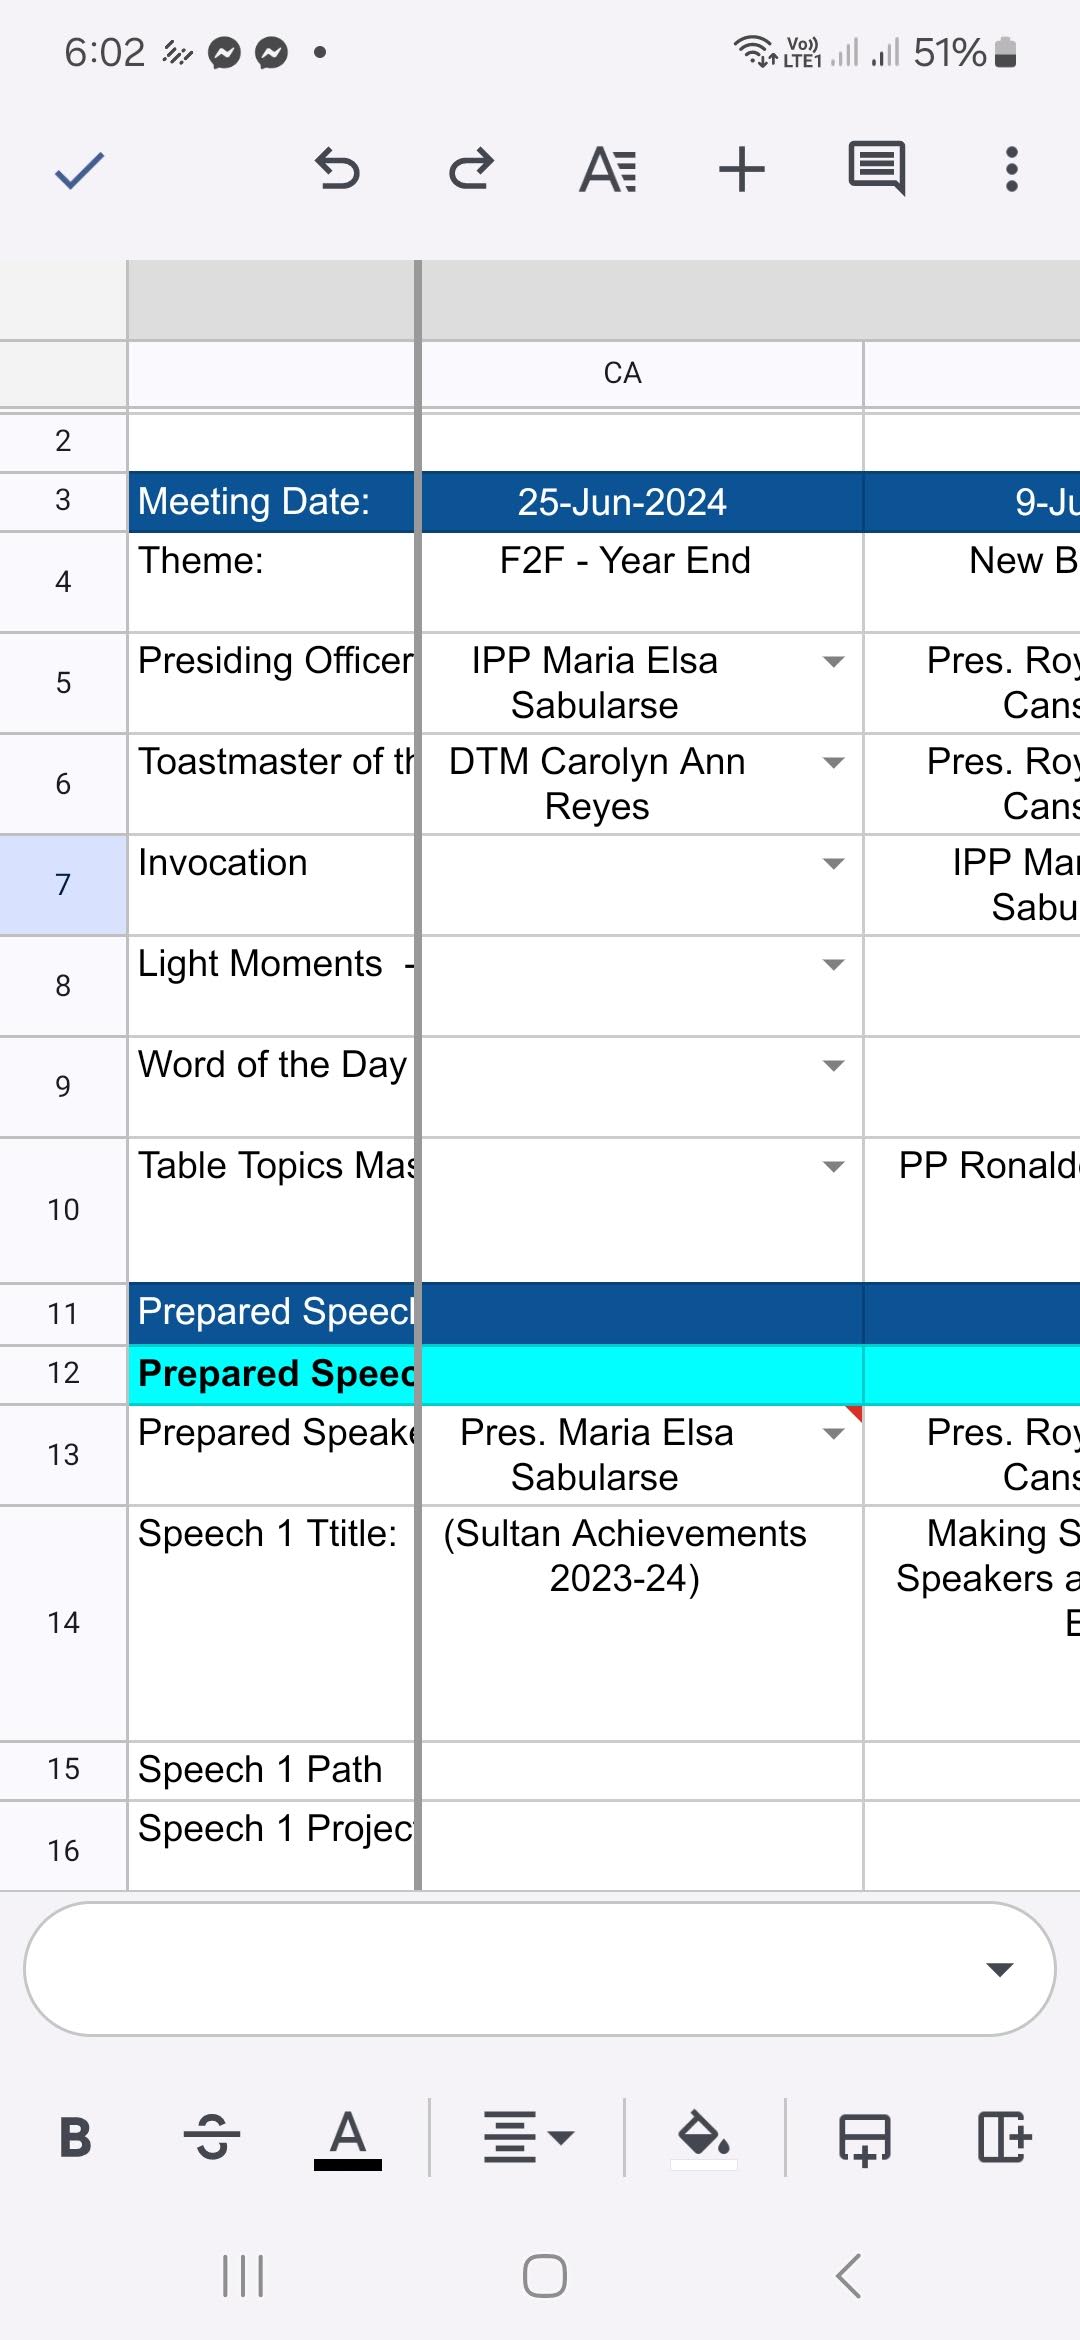 6:02
Vo))
LTE1
51%
CA
2
3 Meeting Date: 25-Jun-2024 9-Ju
4 Theme: F2F - Year End New B
5 Presiding Officer IPP Maria Elsa Pres. Roy
Sabularse Cans
6 Toastmaster of th DTM Carolyn Ann Pres. Roy
Reyes Cans
7 Invocation IPP Mar
Sabu
8 Light Moments -
9 Word of the Day
10 Table Topics Mas PP Ronald
11 Prepared Speech
12 Prepared Speec
13 Prepared Speake Pres. Maria Elsa Pres. Roy
Sabularse Cans
14 Speech 1 Ttitle: (Sultan Achievements Making S
2023-24) Speakers a
E
15 Speech 1 Path
16 Speech 1 Projec
B S A